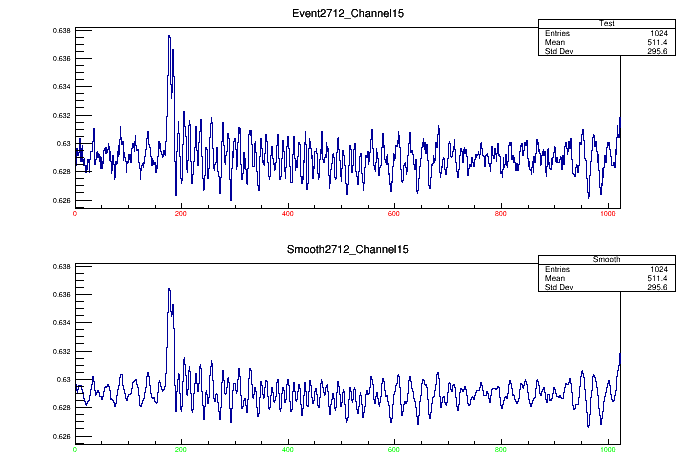 Event2712_Channel15
Test
Entries 1024
Mean 511.4
Std Dev 295.6
0.638
0.636
0.634
0.632
0.63
0.628
0.626
0 200 400 600 800 1000
Smooth2712_Channel15
Smooth
Entries 1024
Mean 511.4
Std Dev 295.6
0.638
0.636
0.634
0.632
0.63
0.628
0.626
0 200 400 600 800 1000